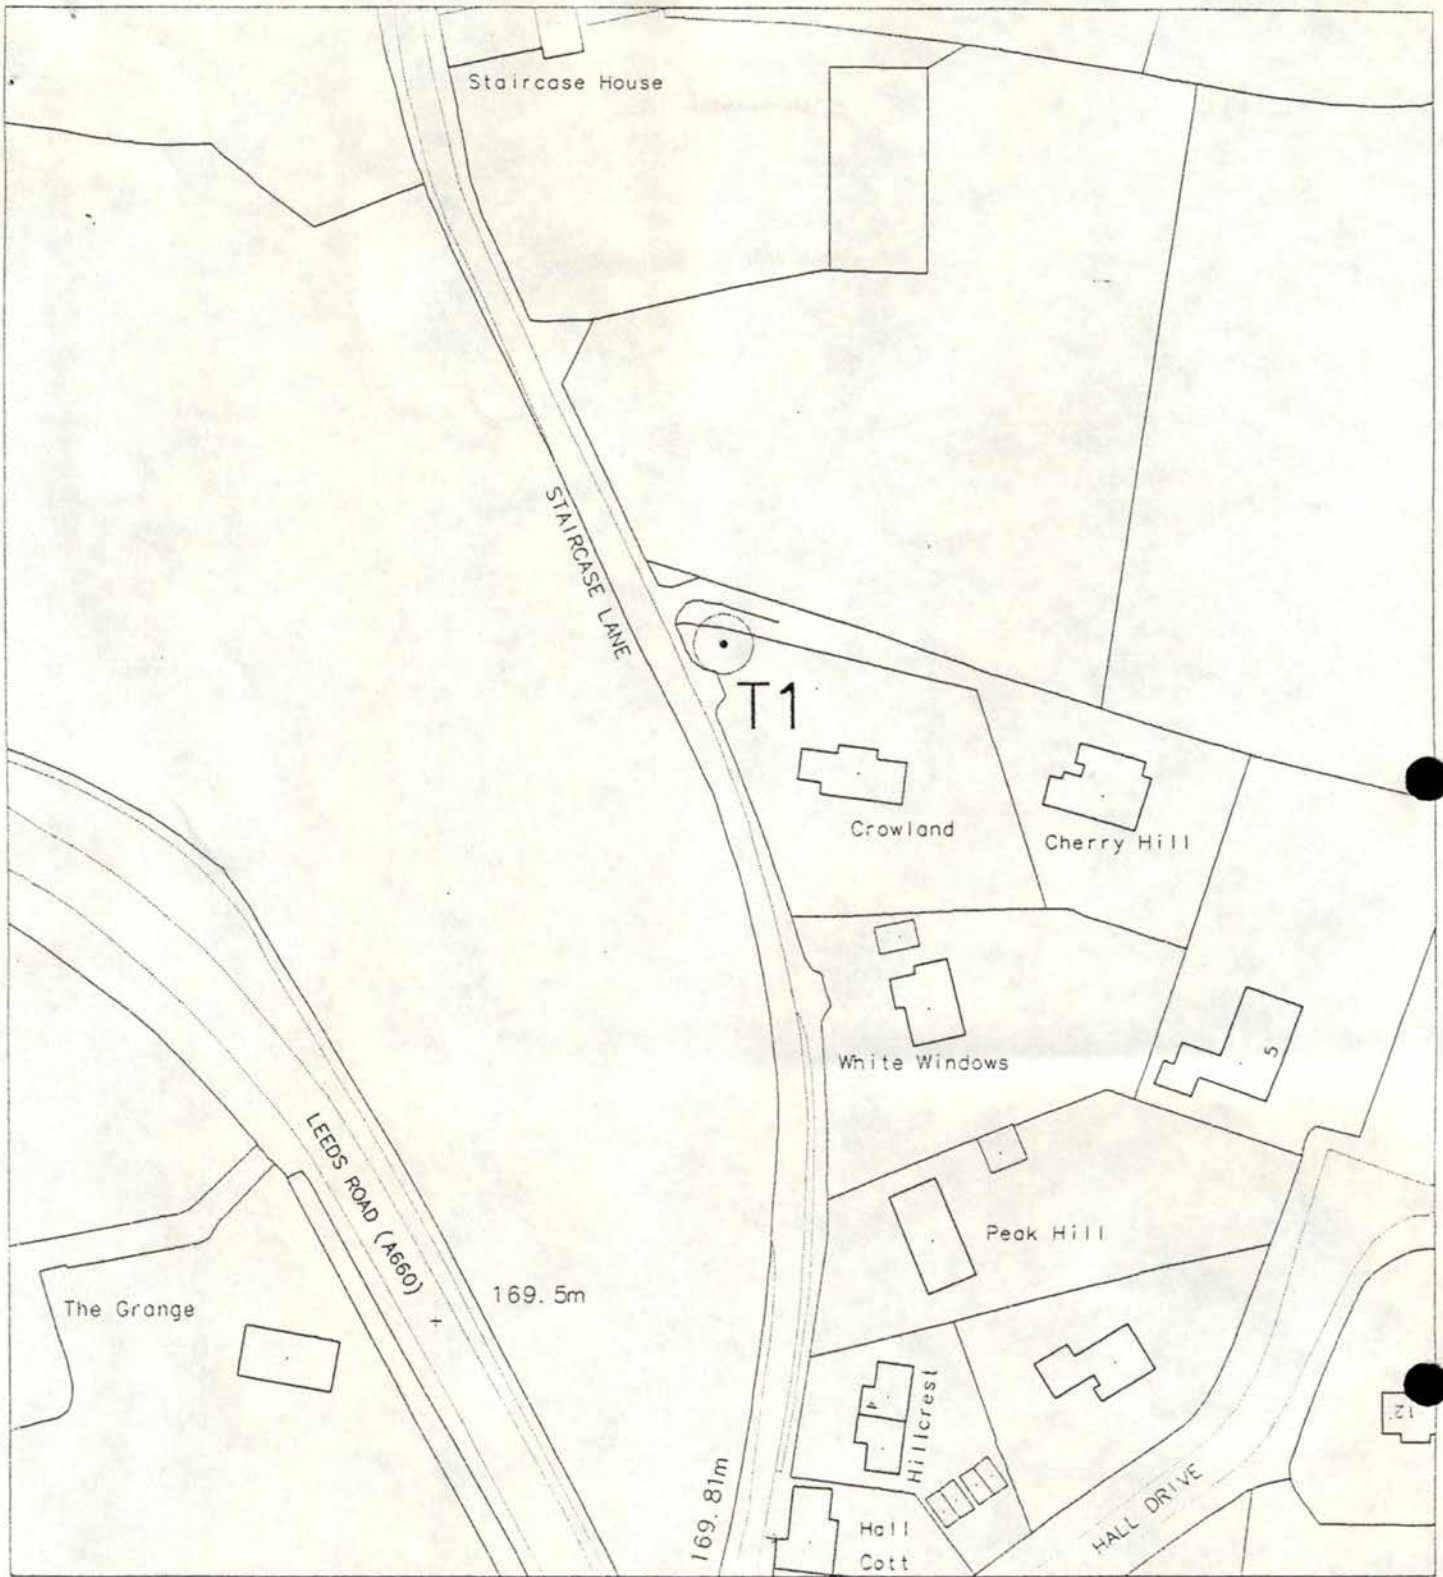 Staircase House
STAIRCASE LANE
T1
Crowland
Cherry Hill
White Windows
5
LEEDS ROAD (A660)
Peak Hill
169.5m
The Grange
4
Hillcrest
12
169.81m
HALL DRIVE
Hall
Cott